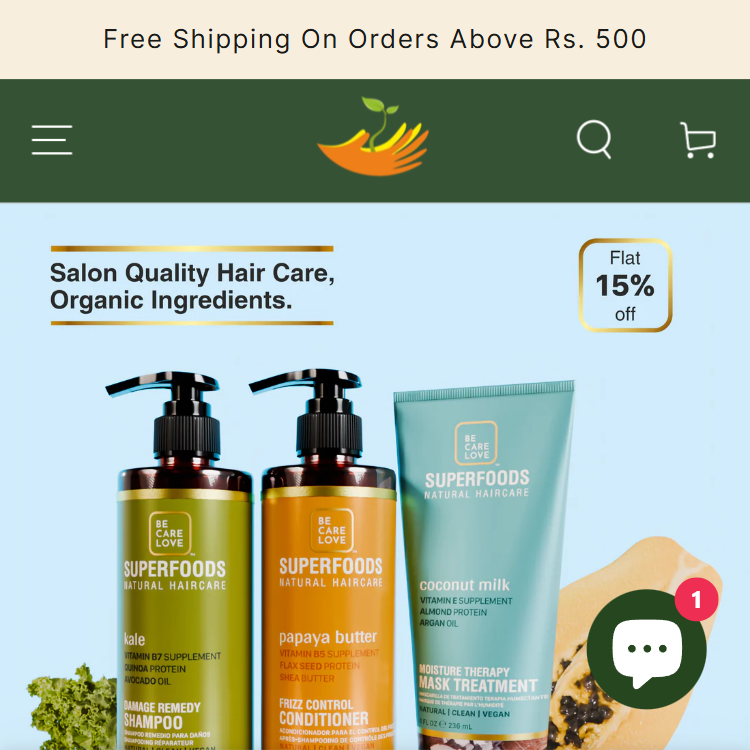 Free Shipping On Orders Above Rs. 500
Salon Quality Hair Care,
Organic Ingredients.
Flat
15%
off
BE
CARE
LOVE
SUPERFOODS
NATURAL HAIRCARE
kale
VITAMIN B7 SUPPLEMENT
QUINOA PROTEIN
AVOCADO OIL
DAMAGE REMEDY
SHAMPOO
BE
CARE
LOVE
SUPERFOODS
NATURAL HAIRCARE
papaya butter
VITAMIN B5 SUPPLEMENT
FLAX SEED PROTEIN
SHEA BUTTER
FRIZZ CONTROL
CONDITIONER
BE
CARE
LOVE
SUPERFOODS
NATURAL HAIRCARE
coconut milk
VITAMIN E SUPPLEMENT
ALMOND PROTEIN
ARGAN OIL
MOISTURE THERAPY
MASK TREATMENT
NATURAL | CLEAN | VEGAN
FL OZ ℮ 236 mL
1